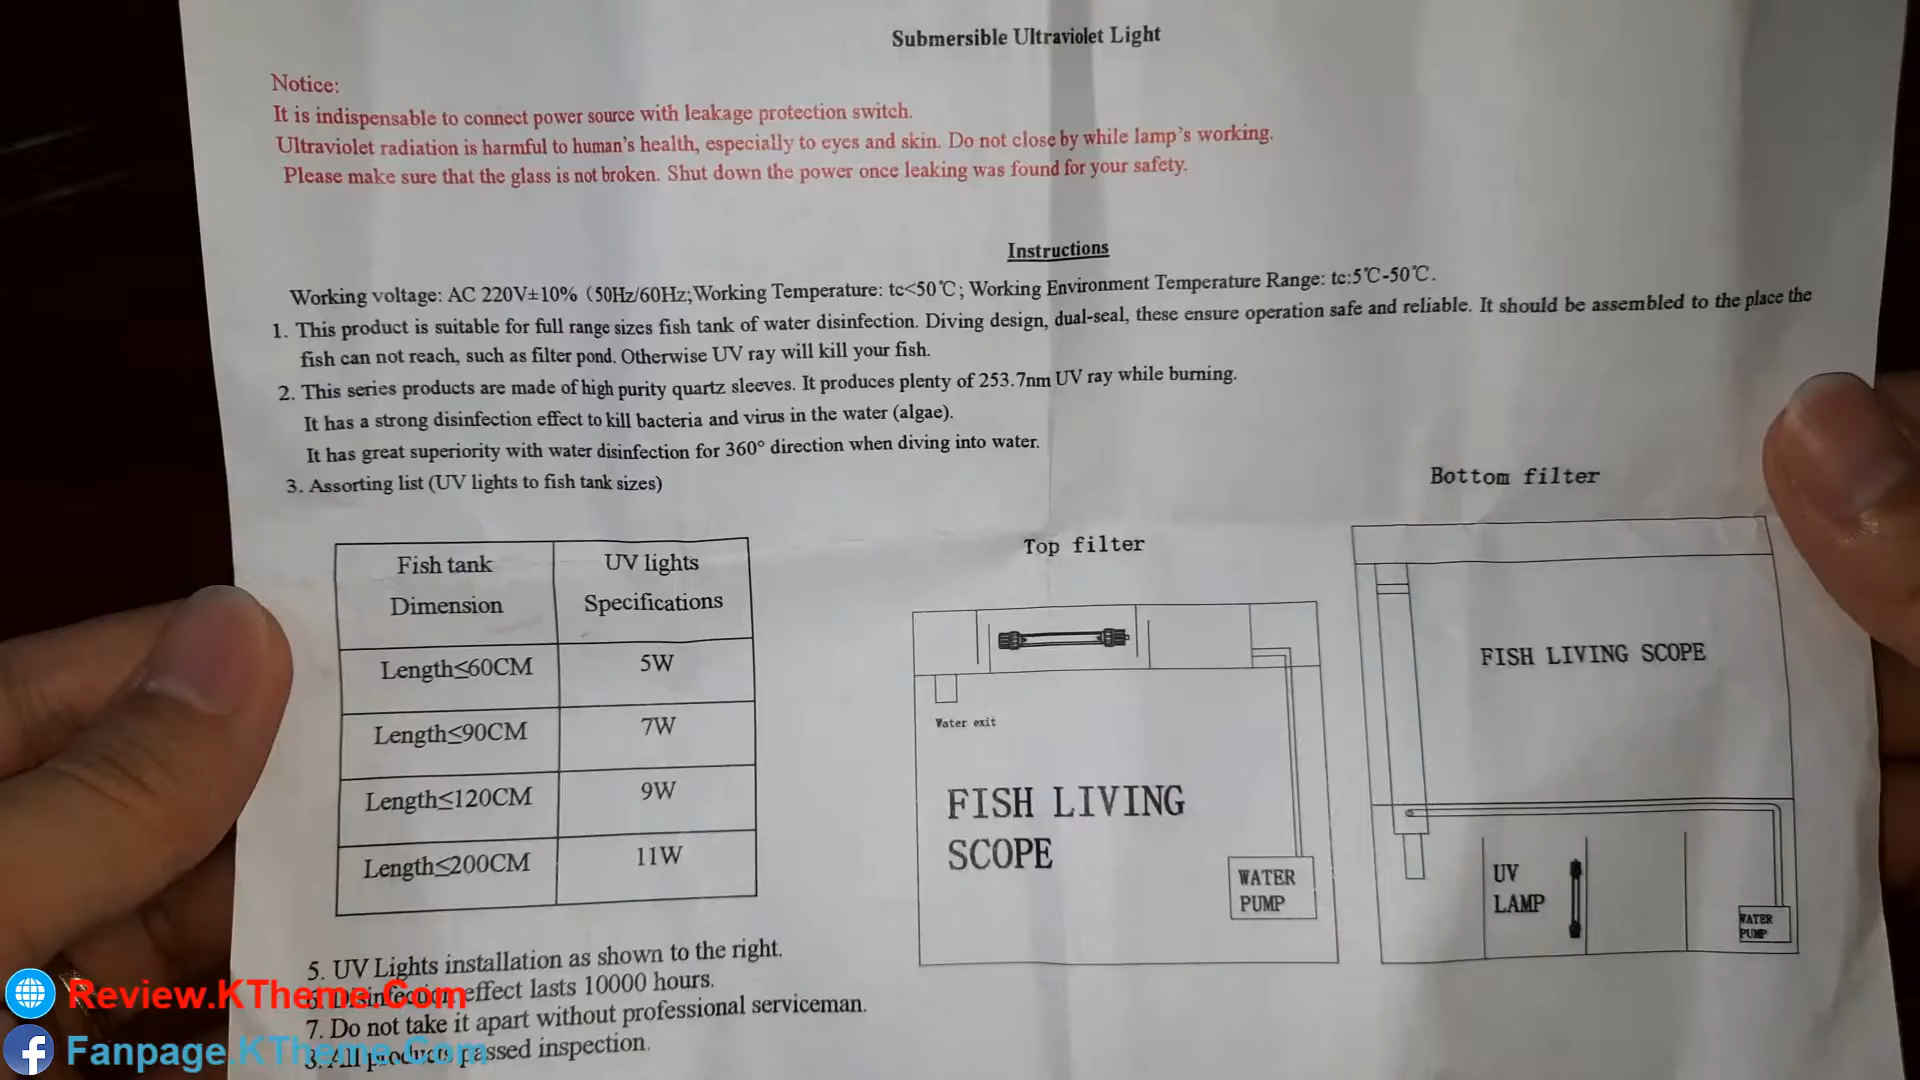 Submersible Ultraviolet Light
Notice:
It is indispensable to connect power source with leakage protection switch.
Ultraviolet radiation is harmful to human's health, especially to eyes and skin. Do not close by while lamp's working.
Please make sure that the glass is not broken. Shut down the power once leaking was found for your safety.
Instructions
Working voltage: AC 220V±10% (50Hz/60Hz;Working Temperature: tc<50℃; Working Environment Temperature Range: tc:5℃-50℃.
1. This product is suitable for full range sizes fish tank of water disinfection. Diving design, dual-seal, these ensure operation safe and reliable. It should be assembled to the place the
fish can not reach, such as filter pond. Otherwise UV ray will kill your fish.
2. This series products are made of high purity quartz sleeves. It produces plenty of 253.7nm UV ray while burning.
It has a strong disinfection effect to kill bacteria and virus in the water (algae).
It has great superiority with water disinfection for 360° direction when diving into water.
3. Assorting list (UV lights to fish tank sizes)
Fish tank
Dimension
UV lights
Specifications
Length≤60CM
5W
Length≤90CM
7W
Length≤120CM
9W
Length≤200CM
11W
Top filter
Water exit
FISH LIVING
SCOPE
WATER
PUMP
Bottom filter
FISH LIVING SCOPE
UV
LAMP
WATER
PUMP
5. UV Lights installation as shown to the right.
effect lasts 10000 hours.
7. Do not take it apart without professional serviceman.
All products passed inspection.
Review.KTheme.Com
Fanpage.KTheme.Com